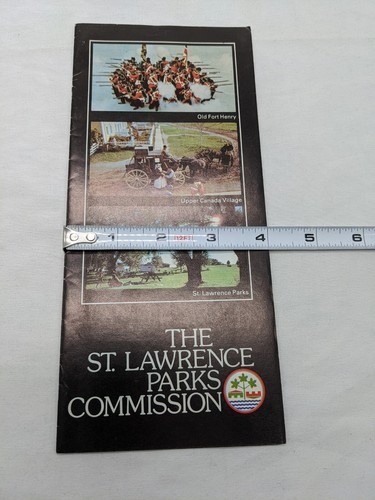 Old Fort Henry
Upper Canada Village
1 2 3 4 5 6
St. Lawrence Parks
THE
ST. LAWRENCE
PARKS
COMMISSION